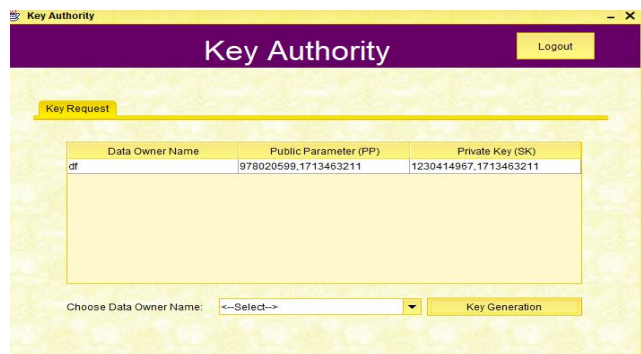 Key Authority
Key Authority
Logout
Key Request
Data Owner Name Public Parameter (PP) Private Key (SK)
df 978020599,1713463211 1230414967,1713463211
Choose Data Owner Name: <--Select--> Key Generation